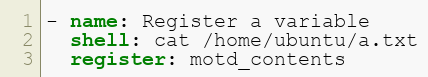 1 - name: Register a variable
2   shell: cat /home/ubuntu/a.txt
3   register: motd_contents